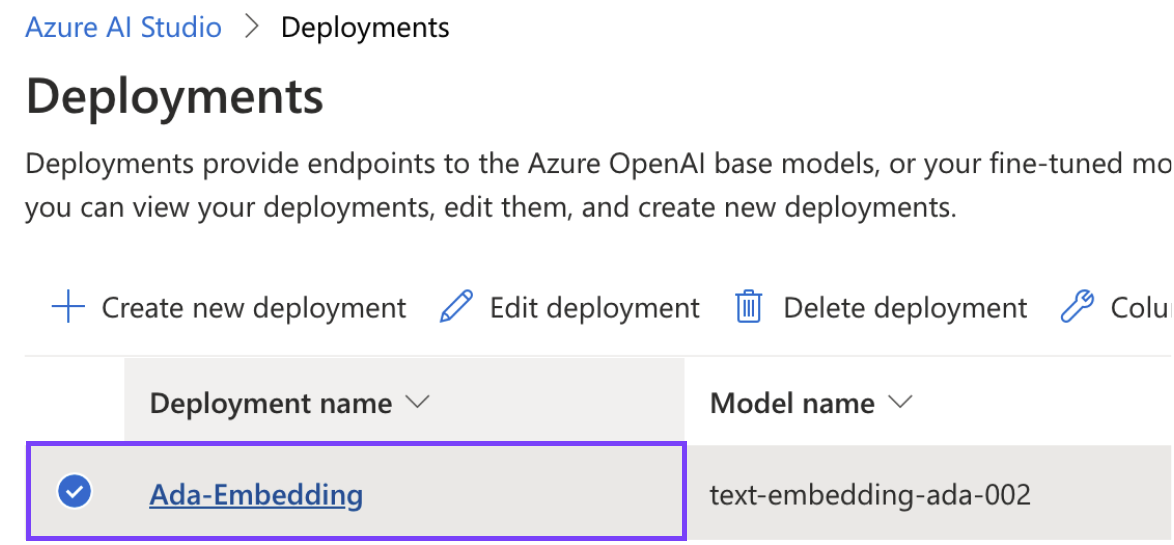 Azure AI Studio > Deployments
Deployments
Deployments provide endpoints to the Azure OpenAI base models, or your fine-tuned
you can view your deployments, edit them, and create new deployments.
Create new deployment Edit deployment Delete deployment
Deployment name Model name
Ada-Embedding text-embedding-ada-002